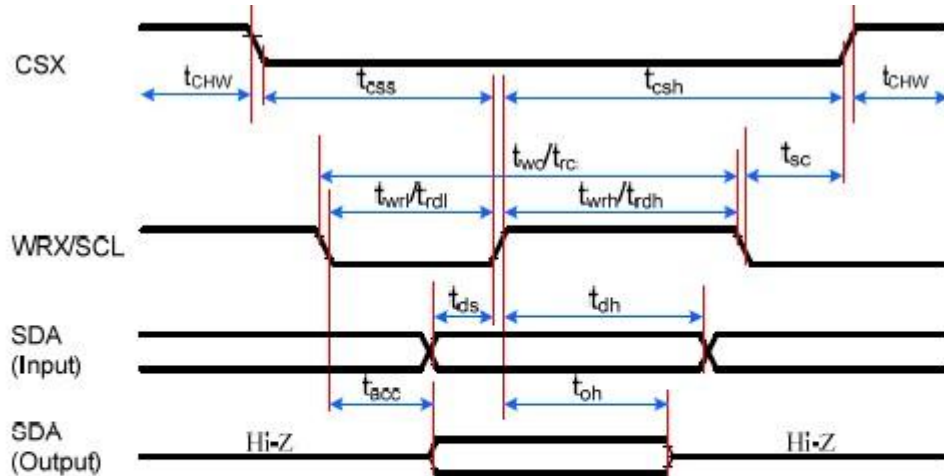 CSX
tCHW
tcss
tcsh
tCHW
twc/trc
tsc
twrl/trdl
twrh/trdh
WRX/SCL
tds
tdh
SDA
(Input)
tacc
toh
SDA
(Output)
Hi-Z
Hi-Z